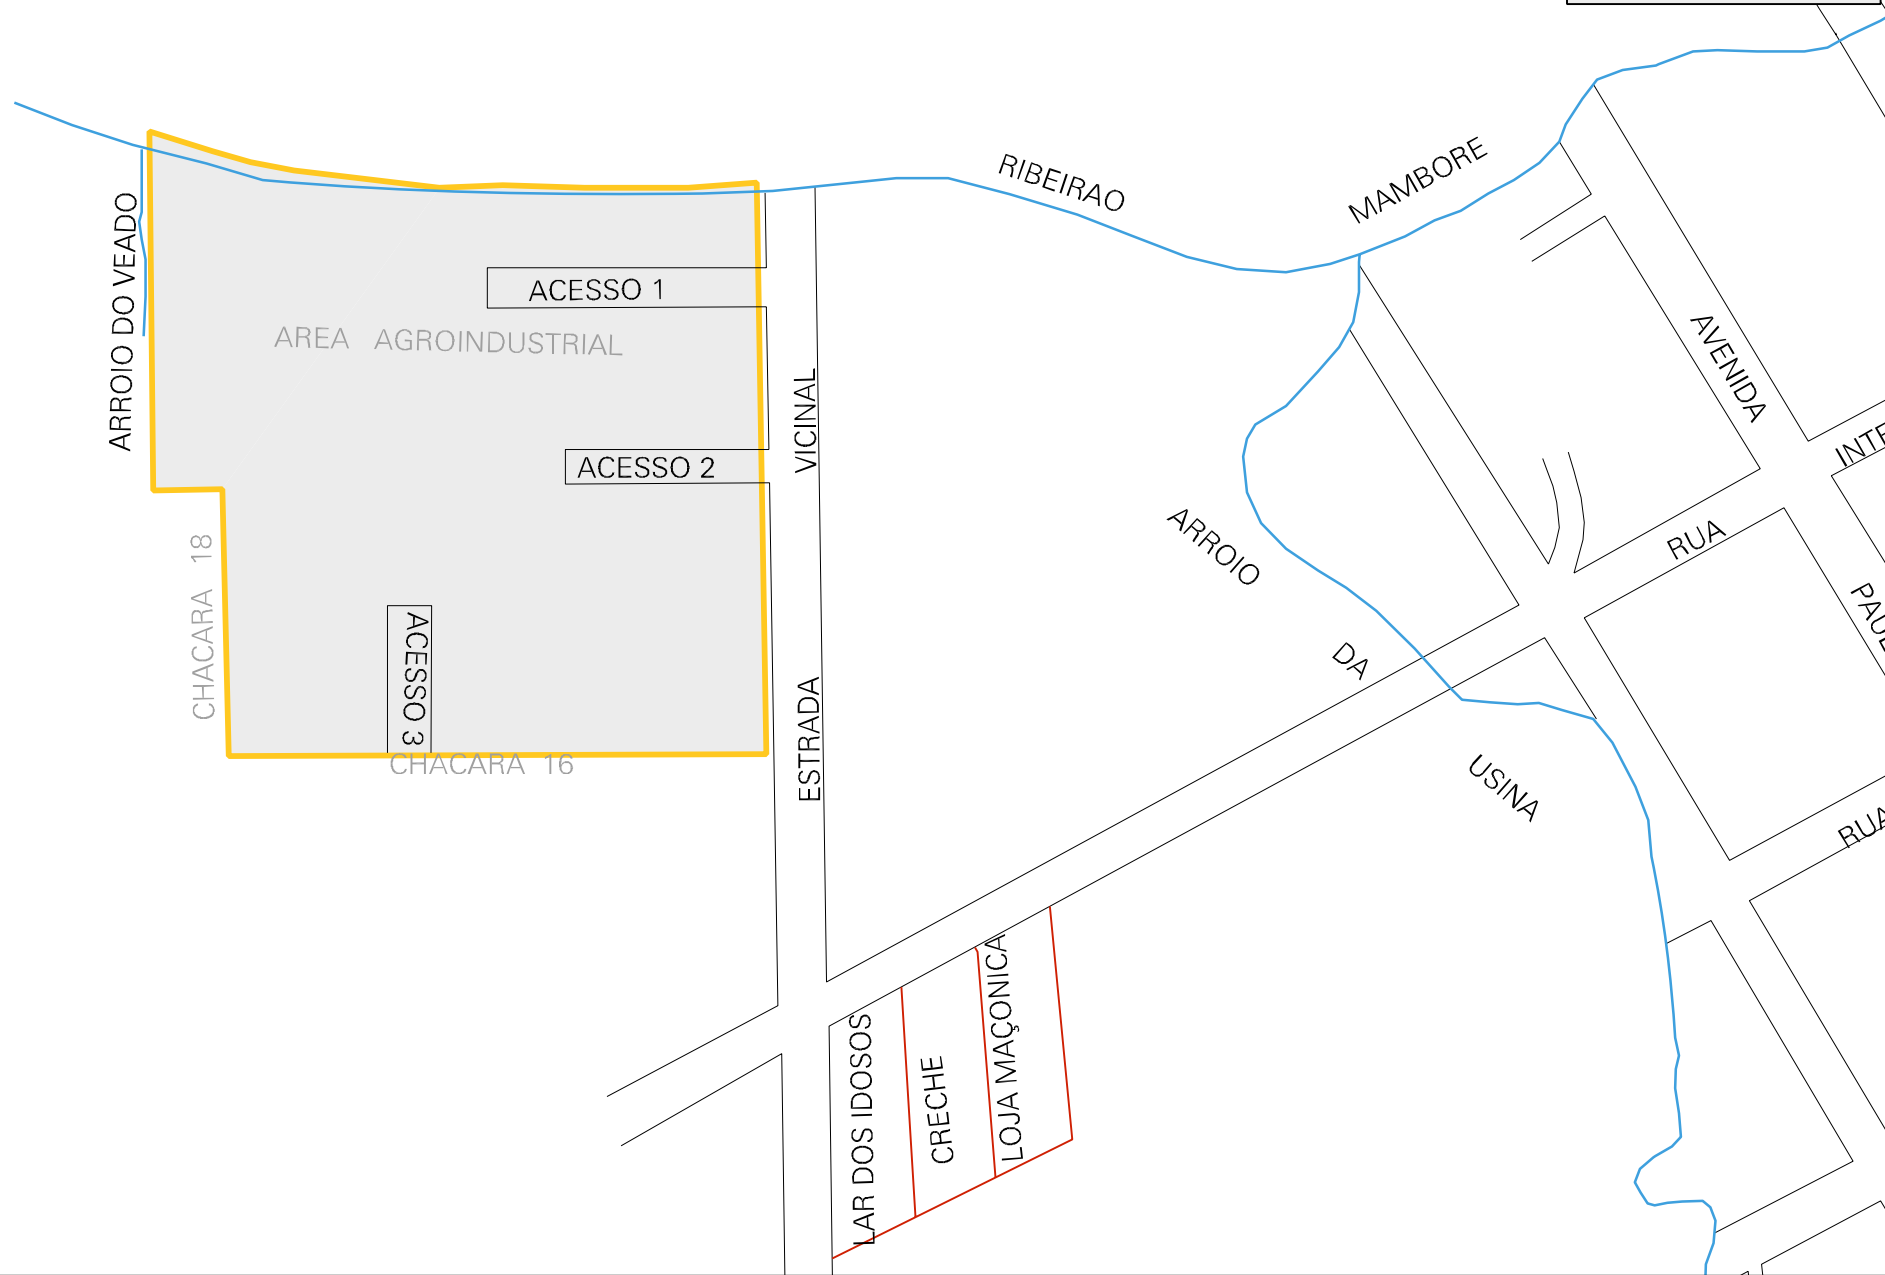 RIBEIRAO
MAMBORE
ARROIO DO VEADO
ACESSO 1
AREA AGROINDUSTRIAL
VICINAL
AVENIDA
ACESSO 2
ARROIO
DA
USINA
RUA
CHACARA 18
ACESSO 3
CHACARA 16
ESTRADA
RUA
LAR DOS IDOSOS
CRECHE
LOJA MAÇONICA